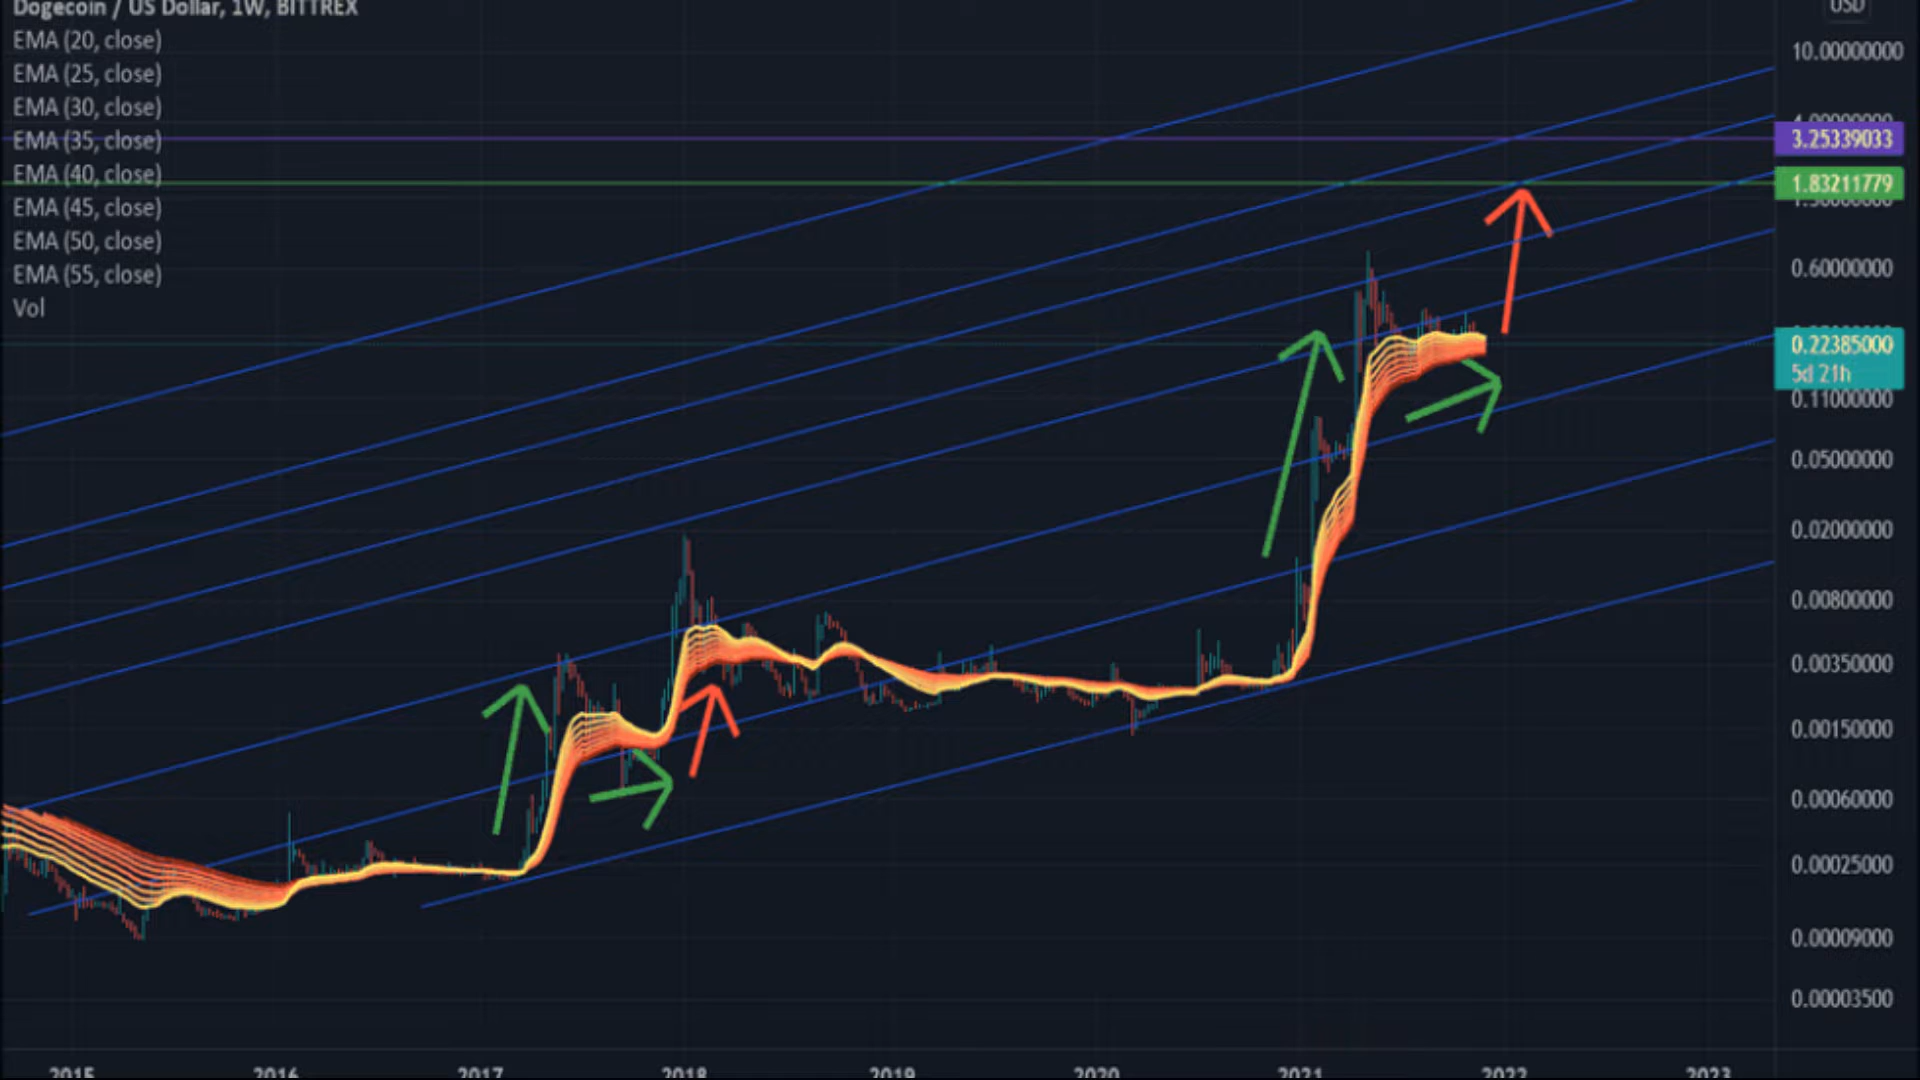 Dogecoin / US Dollar, 1W, BITTREX
USD
EMA (20, close)
10.00000000
EMA (25, close)
EMA (30, close)
4.00000000
EMA (35, close)
3.25339033
EMA (40, close)
1.83211779
EMA (45, close)
EMA (50, close)
EMA (55, close)
0.60000000
Vol
0.22385000
5d 21h
0.11000000
0.05000000
0.02000000
0.00800000
0.00350000
0.00150000
0.00060000
0.00025000
0.00009000
0.00003500
2015 2016 2017 2018 2019 2020 2021 2022 2023